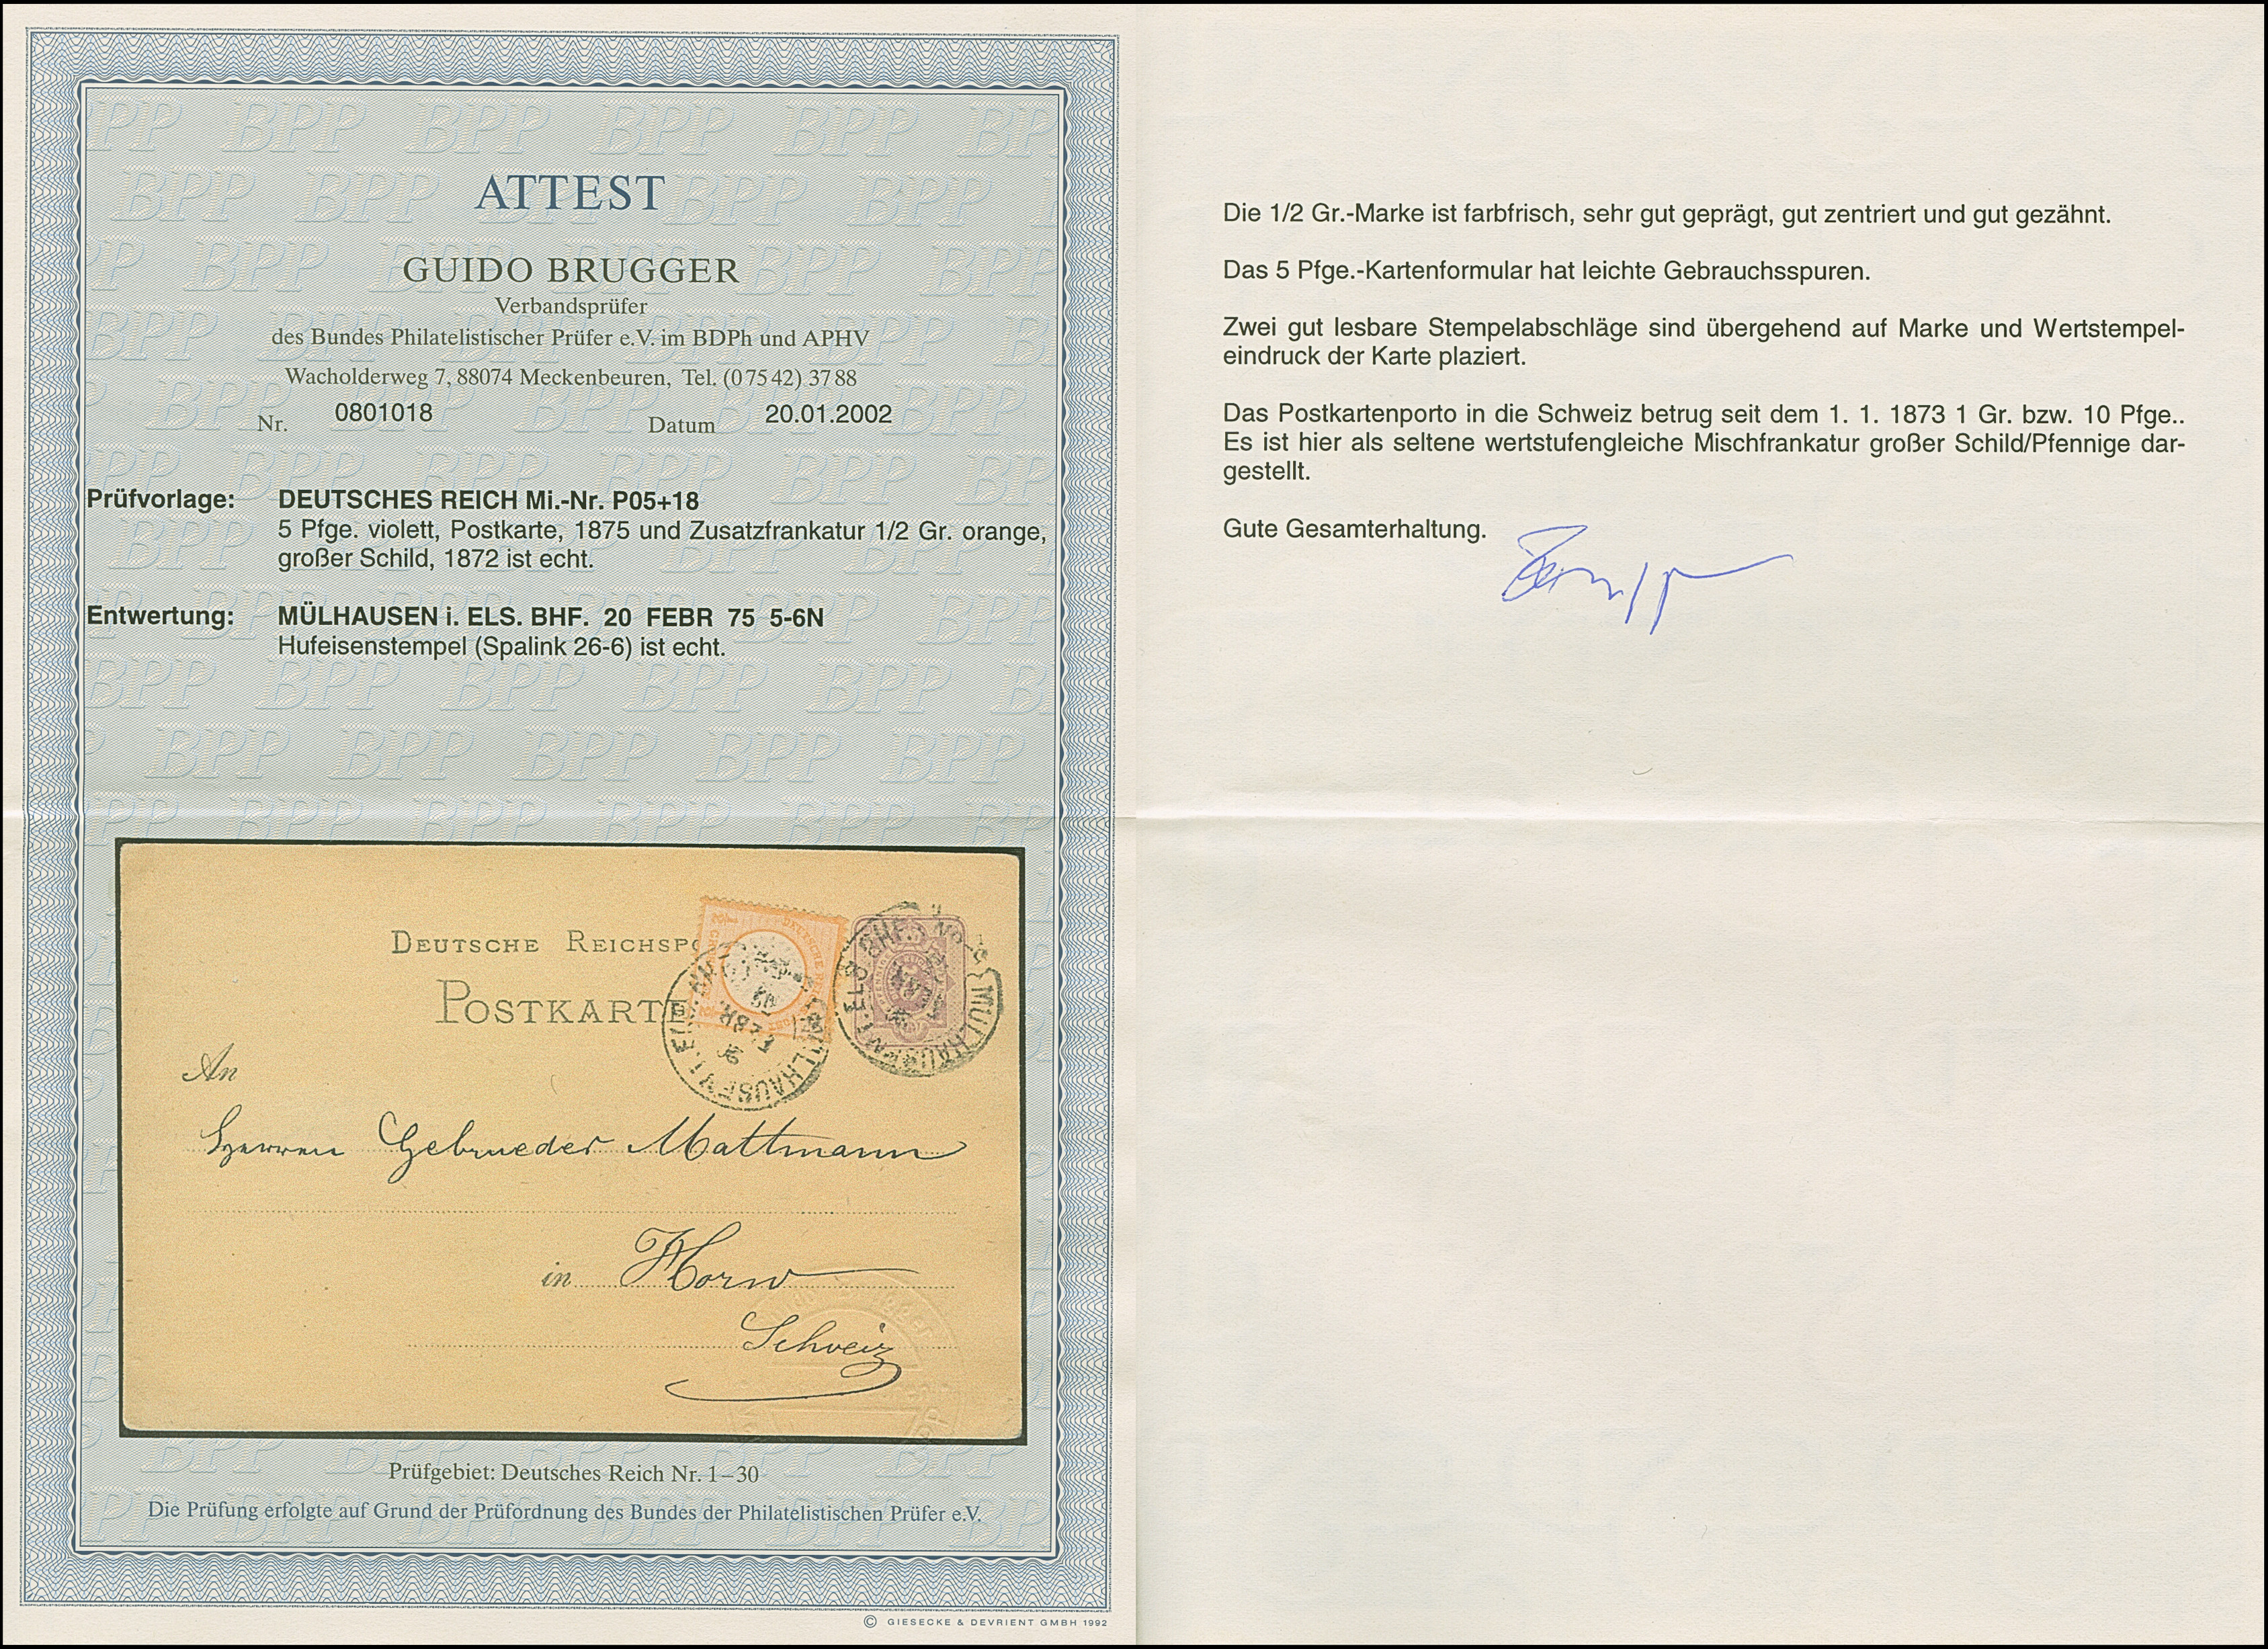 ATTEST
GUIDO BRUGGER
Verbandsprüfer
des Bundes Philatelistischer Prüfer e.V. im BDPh und APHV
Wacholderweg 7, 88074 Meckenbeuren, Tel. (0 75 42) 37 88
Nr. 0801018 Datum 20.01.2002
Prüfvorlage: DEUTSCHES REICH Mi.-Nr. P05+18
5 Pfge. violett, Postkarte, 1875 und Zusatzfrankatur 1/2 Gr. orange,
großer Schild, 1872 ist echt.
Entwertung: MÜLHAUSEN i. ELS. BHF. 20 FEBR 75 5-6N
Hufeisenstempel (Spalink 26-6) ist echt.
DEUTSCHE REICHSPO
POSTKARTE
An
Herren Gebrueder Mattmann
in Horw
Schweiz
Prüfgebiet: Deutsches Reich Nr. 1–30
Die Prüfung erfolgte auf Grund der Prüfordnung des Bundes der Philatelistischen Prüfer e.V.
© GIESECKE & DEVRIENT GMBH 1992
Die 1/2 Gr.-Marke ist farbfrisch, sehr gut geprägt, gut zentriert und gut gezähnt.
Das 5 Pfge.-Kartenformular hat leichte Gebrauchsspuren.
Zwei gut lesbare Stempelabschläge sind übergehend auf Marke und Wertstempel-
eindruck der Karte plaziert.
Das Postkartenporto in die Schweiz betrug seit dem 1. 1. 1873 1 Gr. bzw. 10 Pfge..
Es ist hier als seltene wertstufengleiche Mischfrankatur großer Schild/Pfennige dar-
gestellt.
Gute Gesamterhaltung.